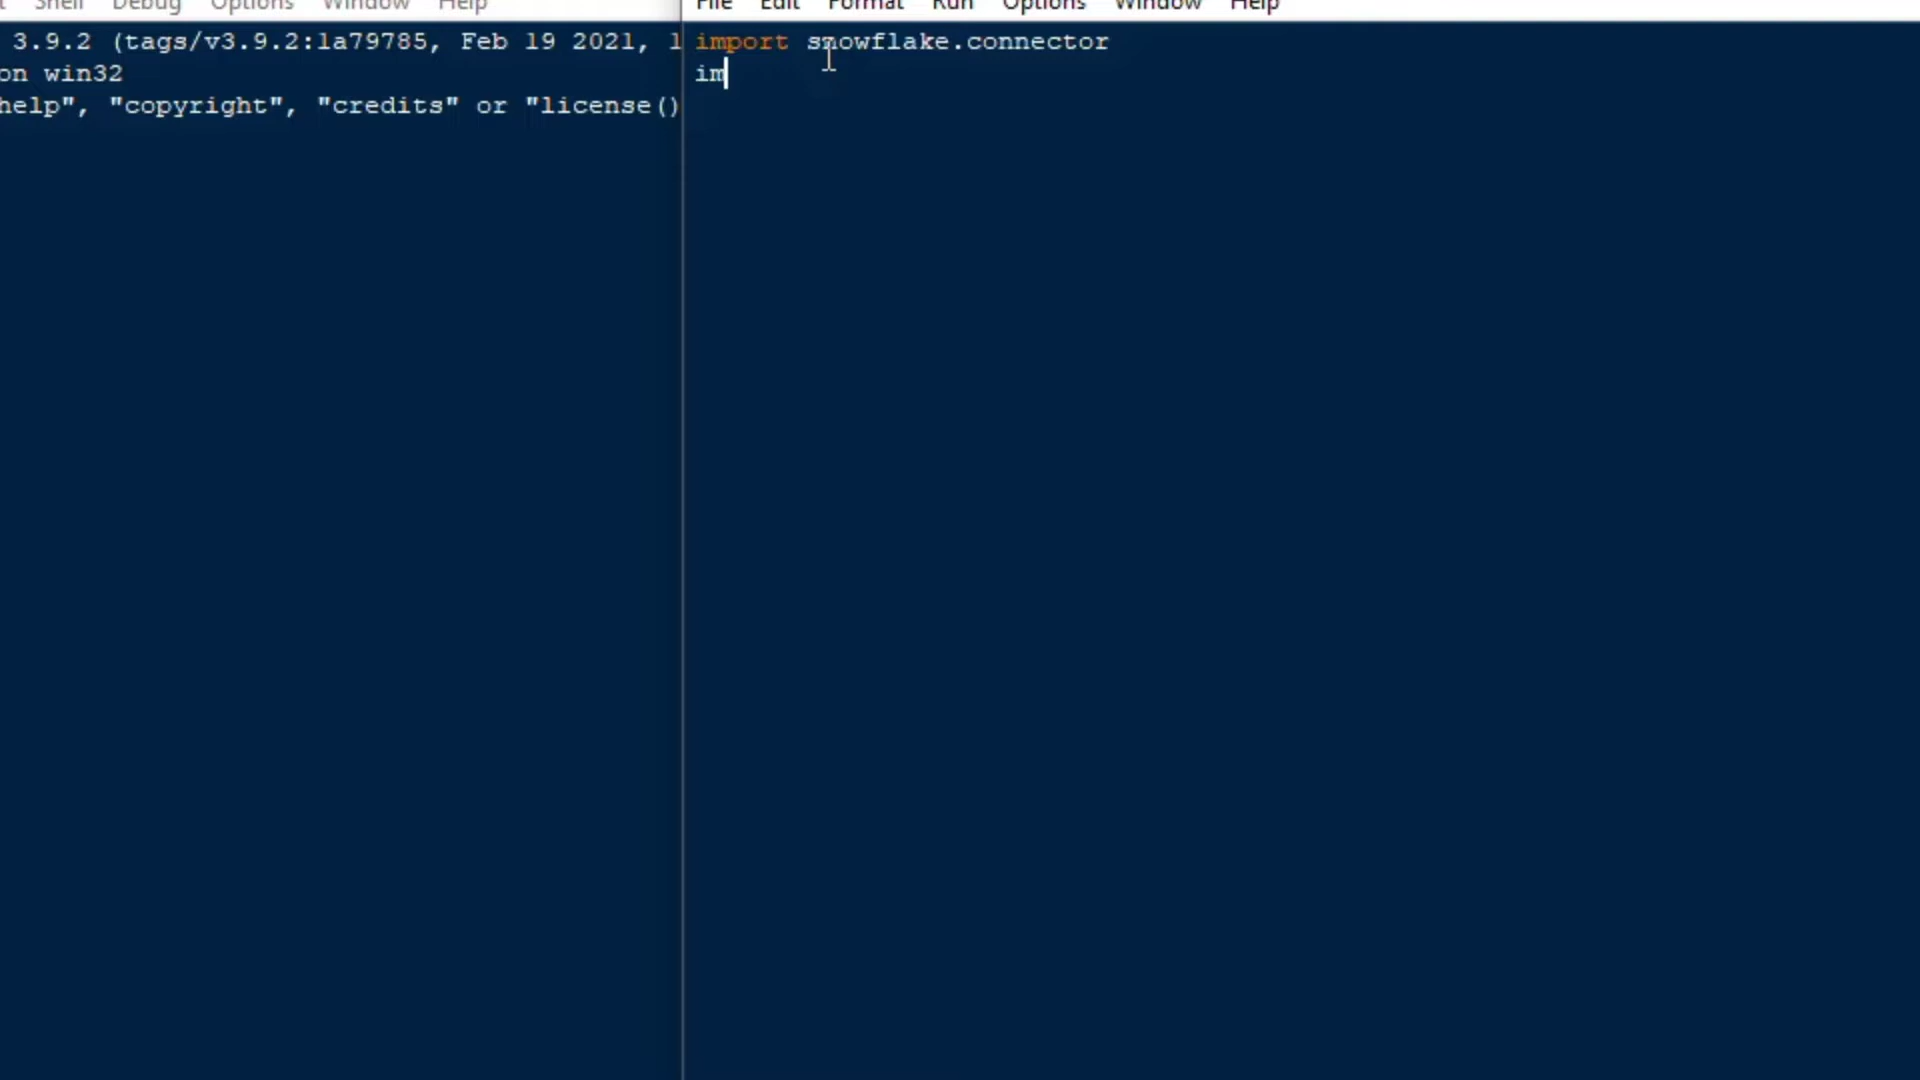 Shell Debug Options Window Help
3.9.2 (tags/v3.9.2:1a79785, Feb 19 2021, 1
on win32
help", "copyright", "credits" or "license()
File Edit Format Run Options Window Help
import snowflake.connector
im